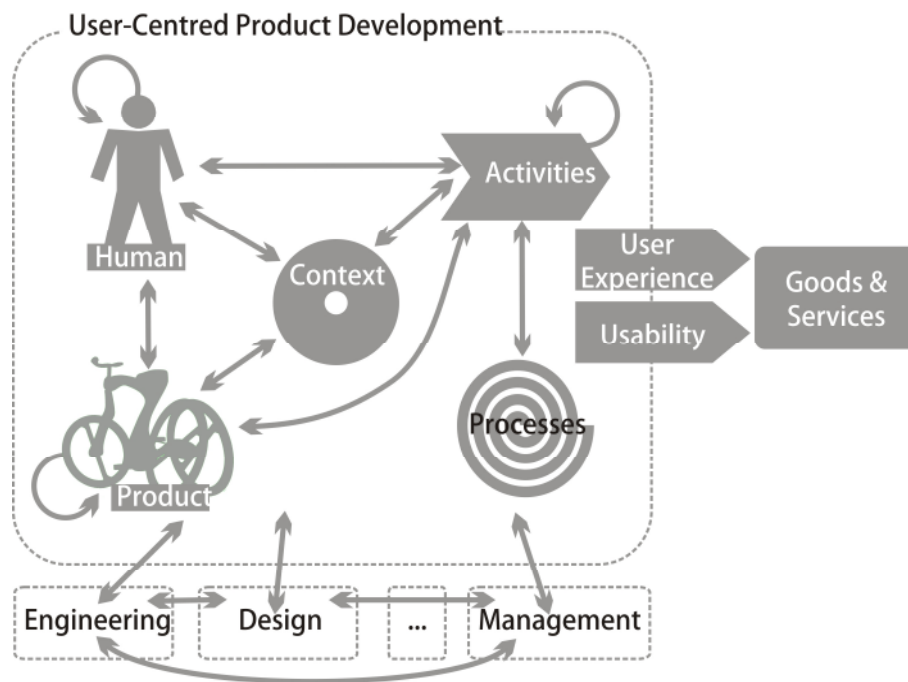 User-Centred Product Development
Activities
Human
Context
User
Experience
Goods &
Services
Usability
Processes
Product
Engineering
Design
...
Management